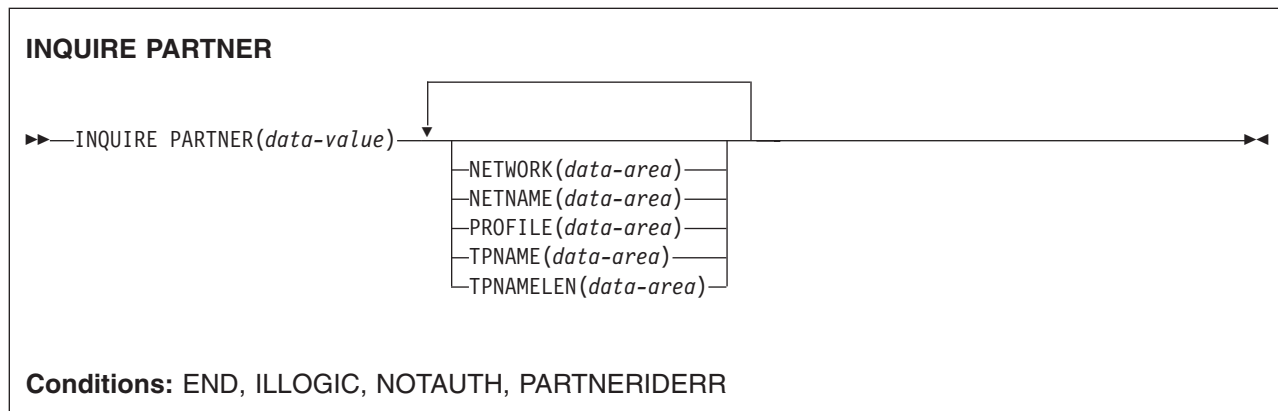 INQUIRE PARTNER
INQUIRE PARTNER(data-value)
NETWORK(data-area)
NETNAME(data-area)
PROFILE(data-area)
TPNAME(data-area)
TPNAMELEN(data-area)
Conditions: END, ILLOGIC, NOTAUTH, PARTNERIDERR